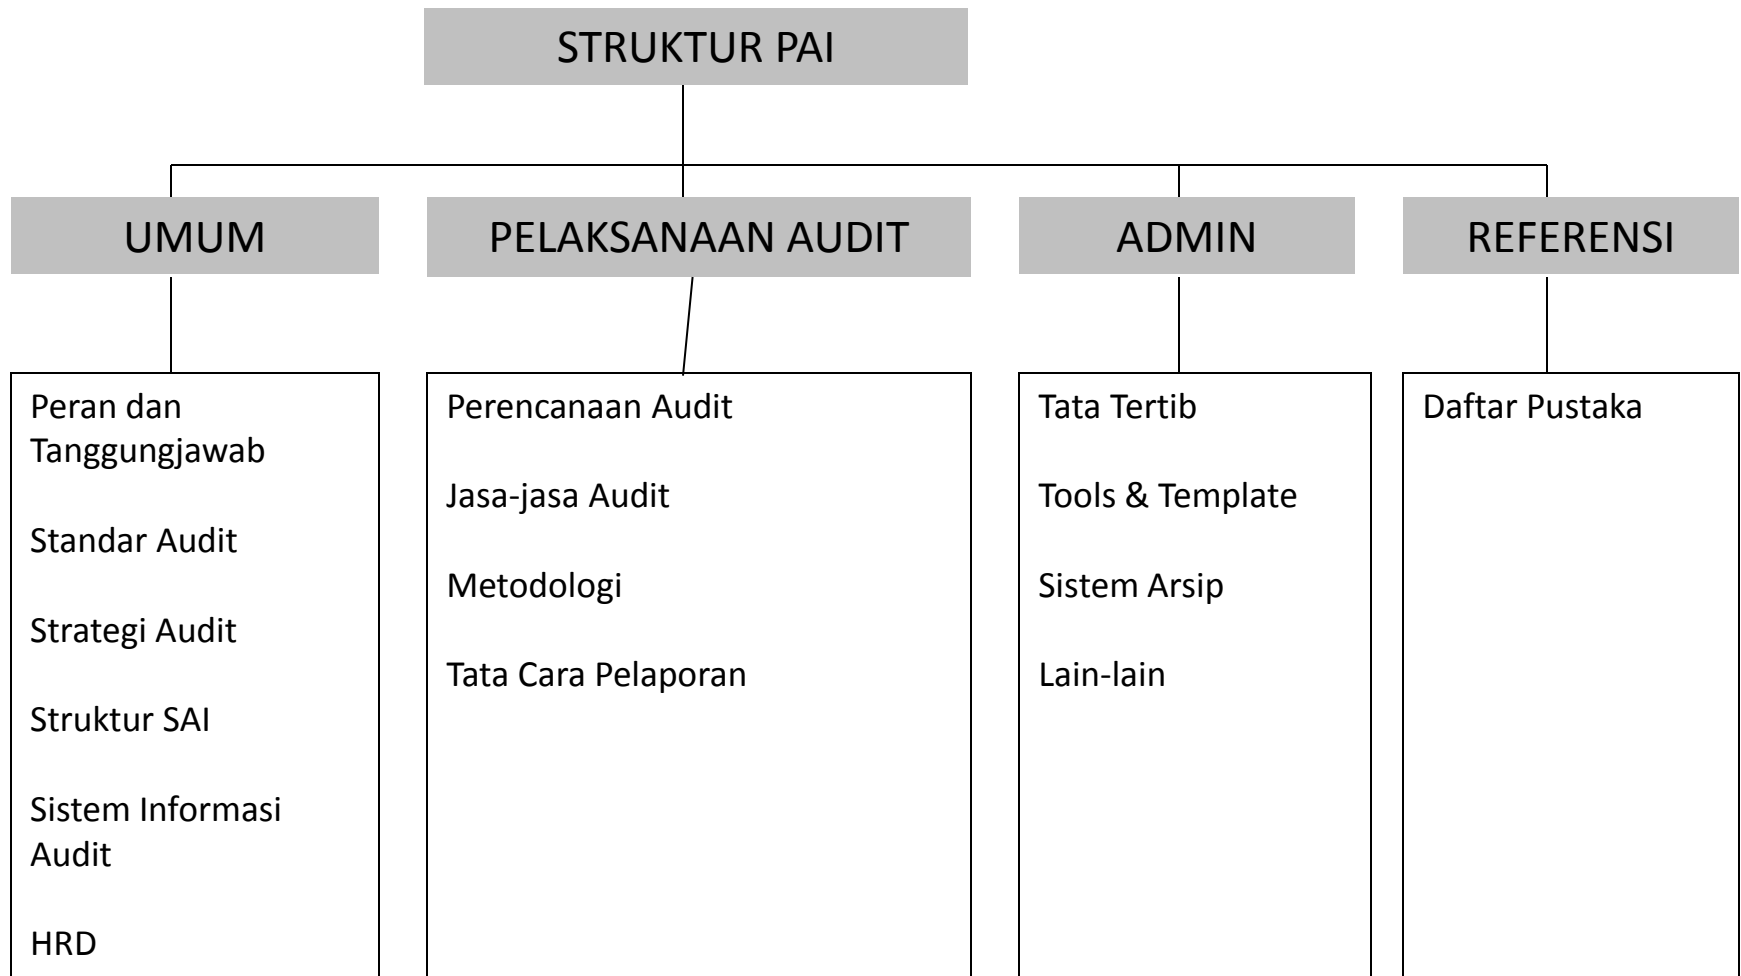 STRUKTUR PAI
UMUM
PELAKSANAAN AUDIT
ADMIN
REFERENSI
Peran dan
Tanggungjawab
Standar Audit
Strategi Audit
Struktur SAI
Sistem Informasi
Audit
HRD
Perencanaan Audit
Jasa-jasa Audit
Metodologi
Tata Cara Pelaporan
Tata Tertib
Tools & Template
Sistem Arsip
Lain-lain
Daftar Pustaka